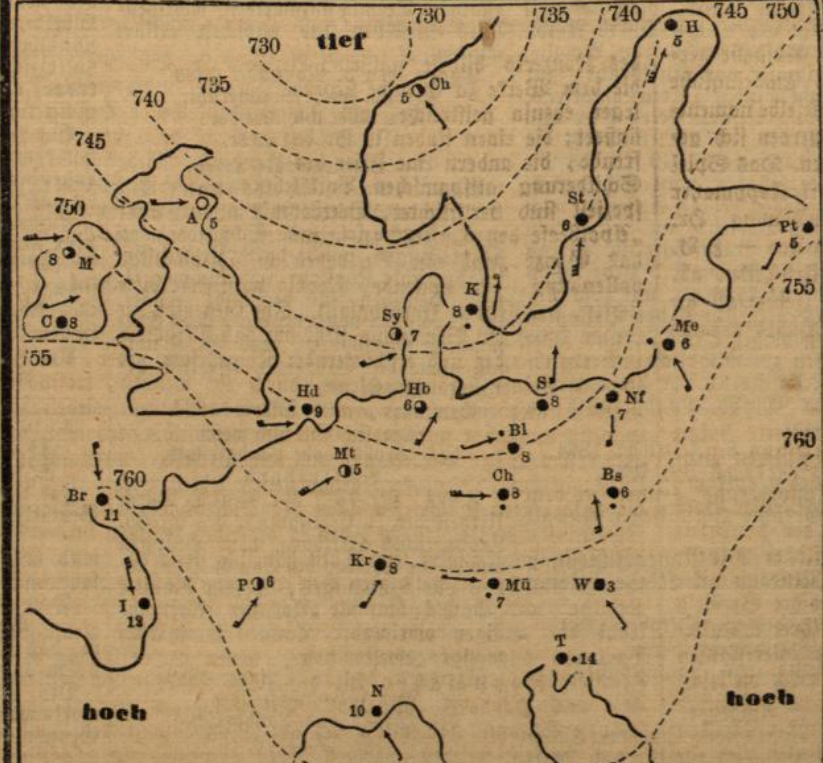 730 tief 730 735 740 745 750
H 5
735
5 Ch
740
745
A 5
750
St 6
Pt 5
8 M
755
C 8
K 8
Sy 7
Me 6
755
Hd 9
Hb 6
S 8
Nf 7
Bl 8
760
Mt 5
760
Ch 8
Bs 6
Br 11
Kr 8
P 6
Mü 7
W 3
I 12
T 14
hoch
N 10
hoch